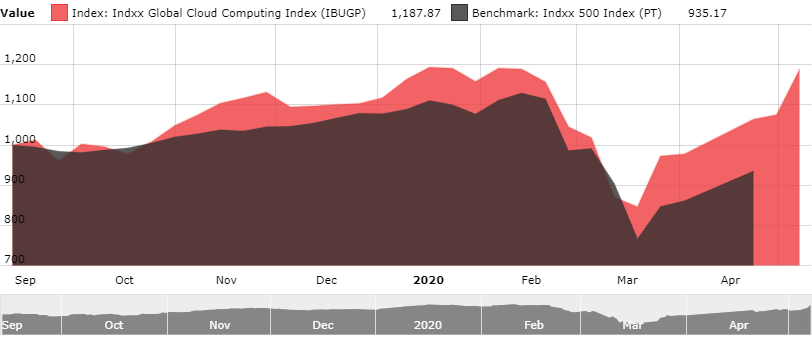 Value Index: Indxx Global Cloud Computing Index (IBUGP) 1,187.87 Benchmark: Indxx 500 Index (PT) 935.17
1,200
1,100
1,000
900
800
700
Sep Oct Nov Dec 2020 Feb Mar Apr
Sep Oct Nov Dec 2020 Feb Mar Apr